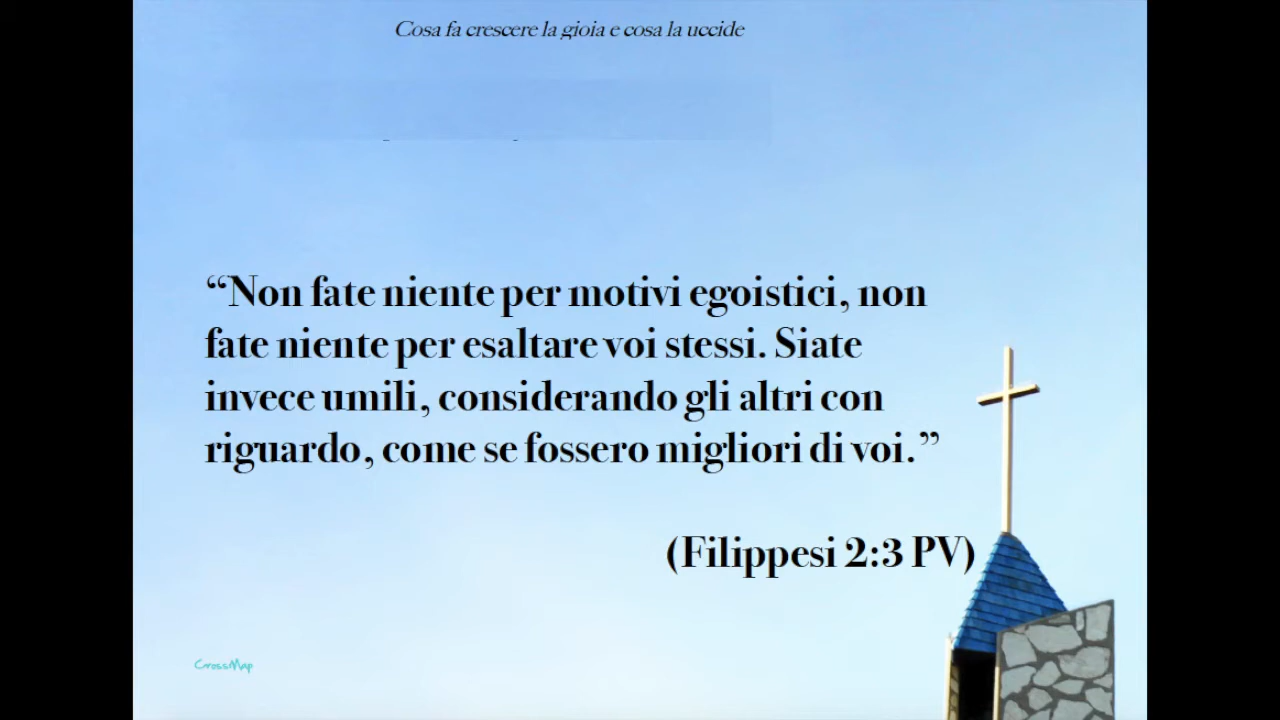 Cosa fa crescere la gioia e cosa la uccide
“Non fate niente per motivi egoistici, non
fate niente per esaltare voi stessi. Siate
invece umili, considerando gli altri con
riguardo, come se fossero migliori di voi.”
(Filippesi 2:3 PV)
CrossMap